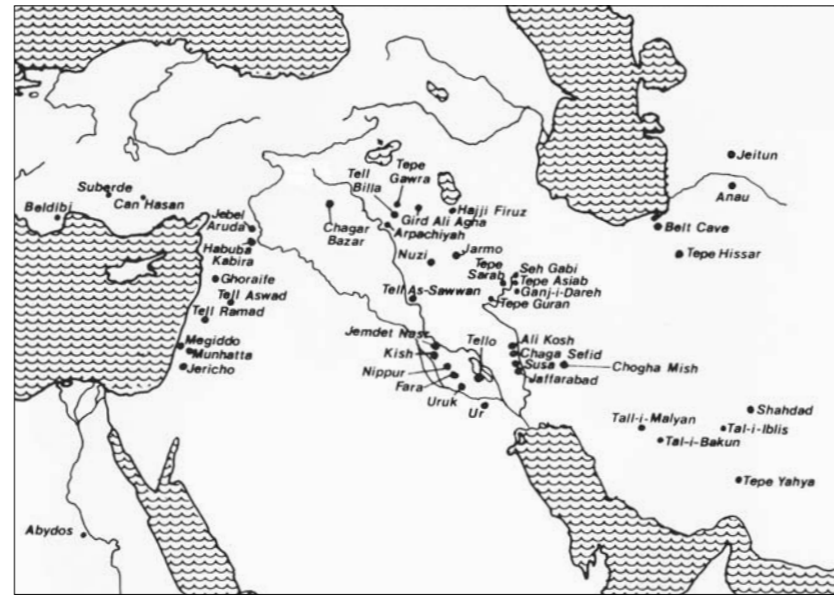 Jeitun
Anau
Belt Cave
Tepe Hissar
Suberde
Can Hasan
Beldibi
Jebel
Aruda
Habuba
Kabira
Ghoraife
Tell Aswad
Tell Ramad
Megiddo
Munhatta
Jericho
Abydos
Tell
Billa
Tepe
Gawra
Chagar
Bazar
Gird Ali Agha
Arpachiyah
Hajji Firuz
Nuzi
Jarmo
Tepe
Sarab
Seh Gabi
Tepe Asiab
Ganj-i-Dareh
Tepe Guran
Tell As-Sawwan
Jemdet Nasr
Kish
Nippur
Fara
Uruk
Ur
Tello
Ali Kosh
Chaga Sefid
Susa
Jaffarabad
Chogha Mish
Tall-i-Malyan
Tal-i-Bakun
Shahdad
Tal-i-Iblis
Tepe Yahya